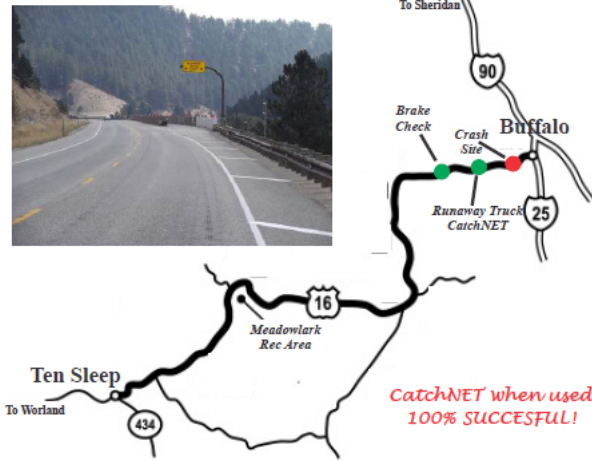 To Sheridan
90
Brake
Check
Crash
Site
Buffalo
Runaway Truck
CatchNET
25
16
Meadowlark
Rec Area
Ten Sleep
To Worland
434
CatchNET when used
100% SUCCESFUL!